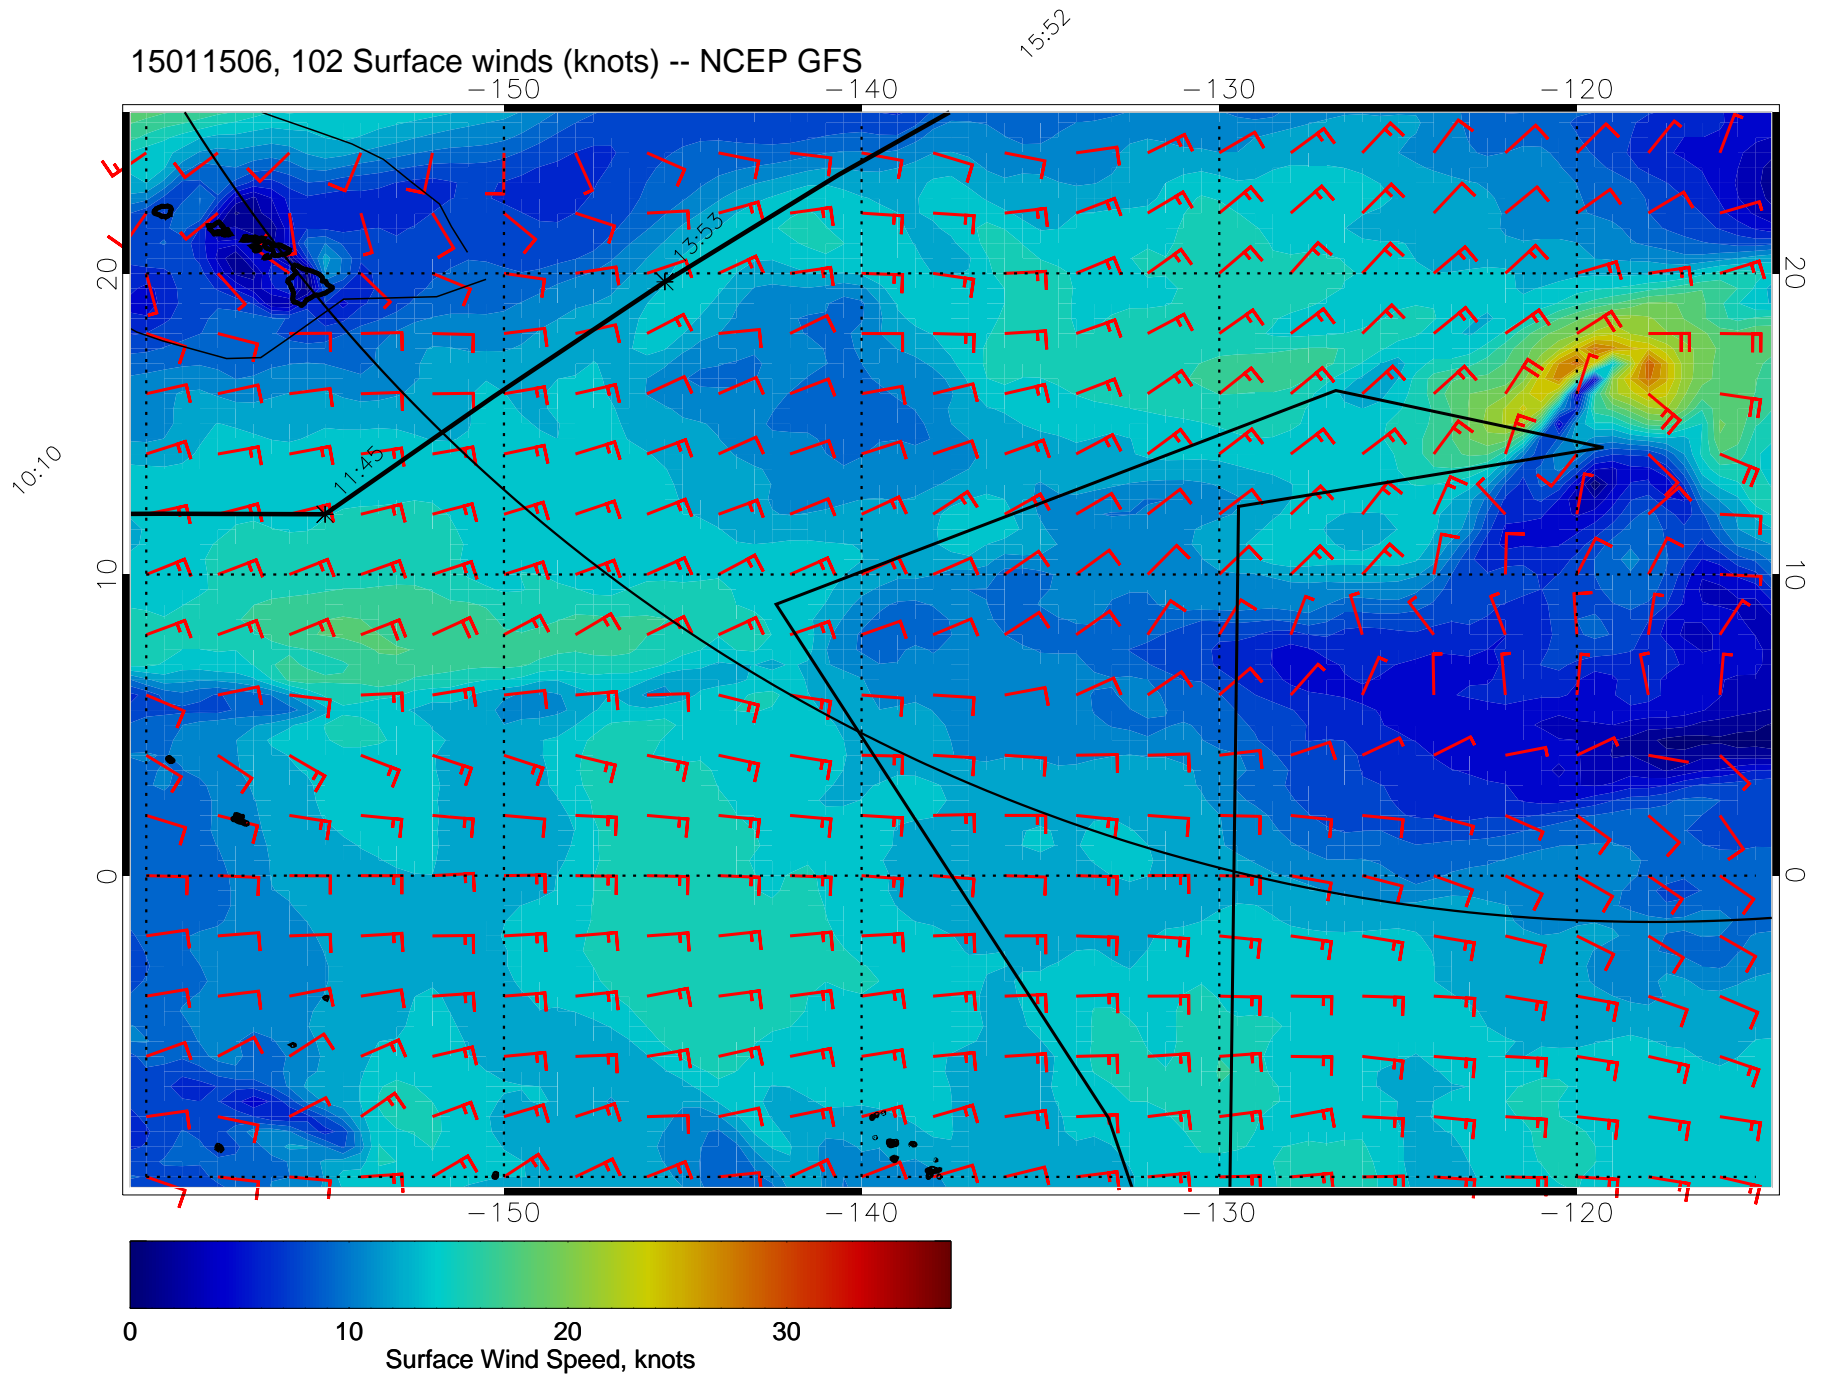 15:52
15011506, 102 Surface winds (knots) -- NCEP GFS
-150 -140 -130 -120
13:53
20 20
11:45
10:10
10 10
0 0
-150 -140 -130 -120
0 10 20 30
Surface Wind Speed, knots